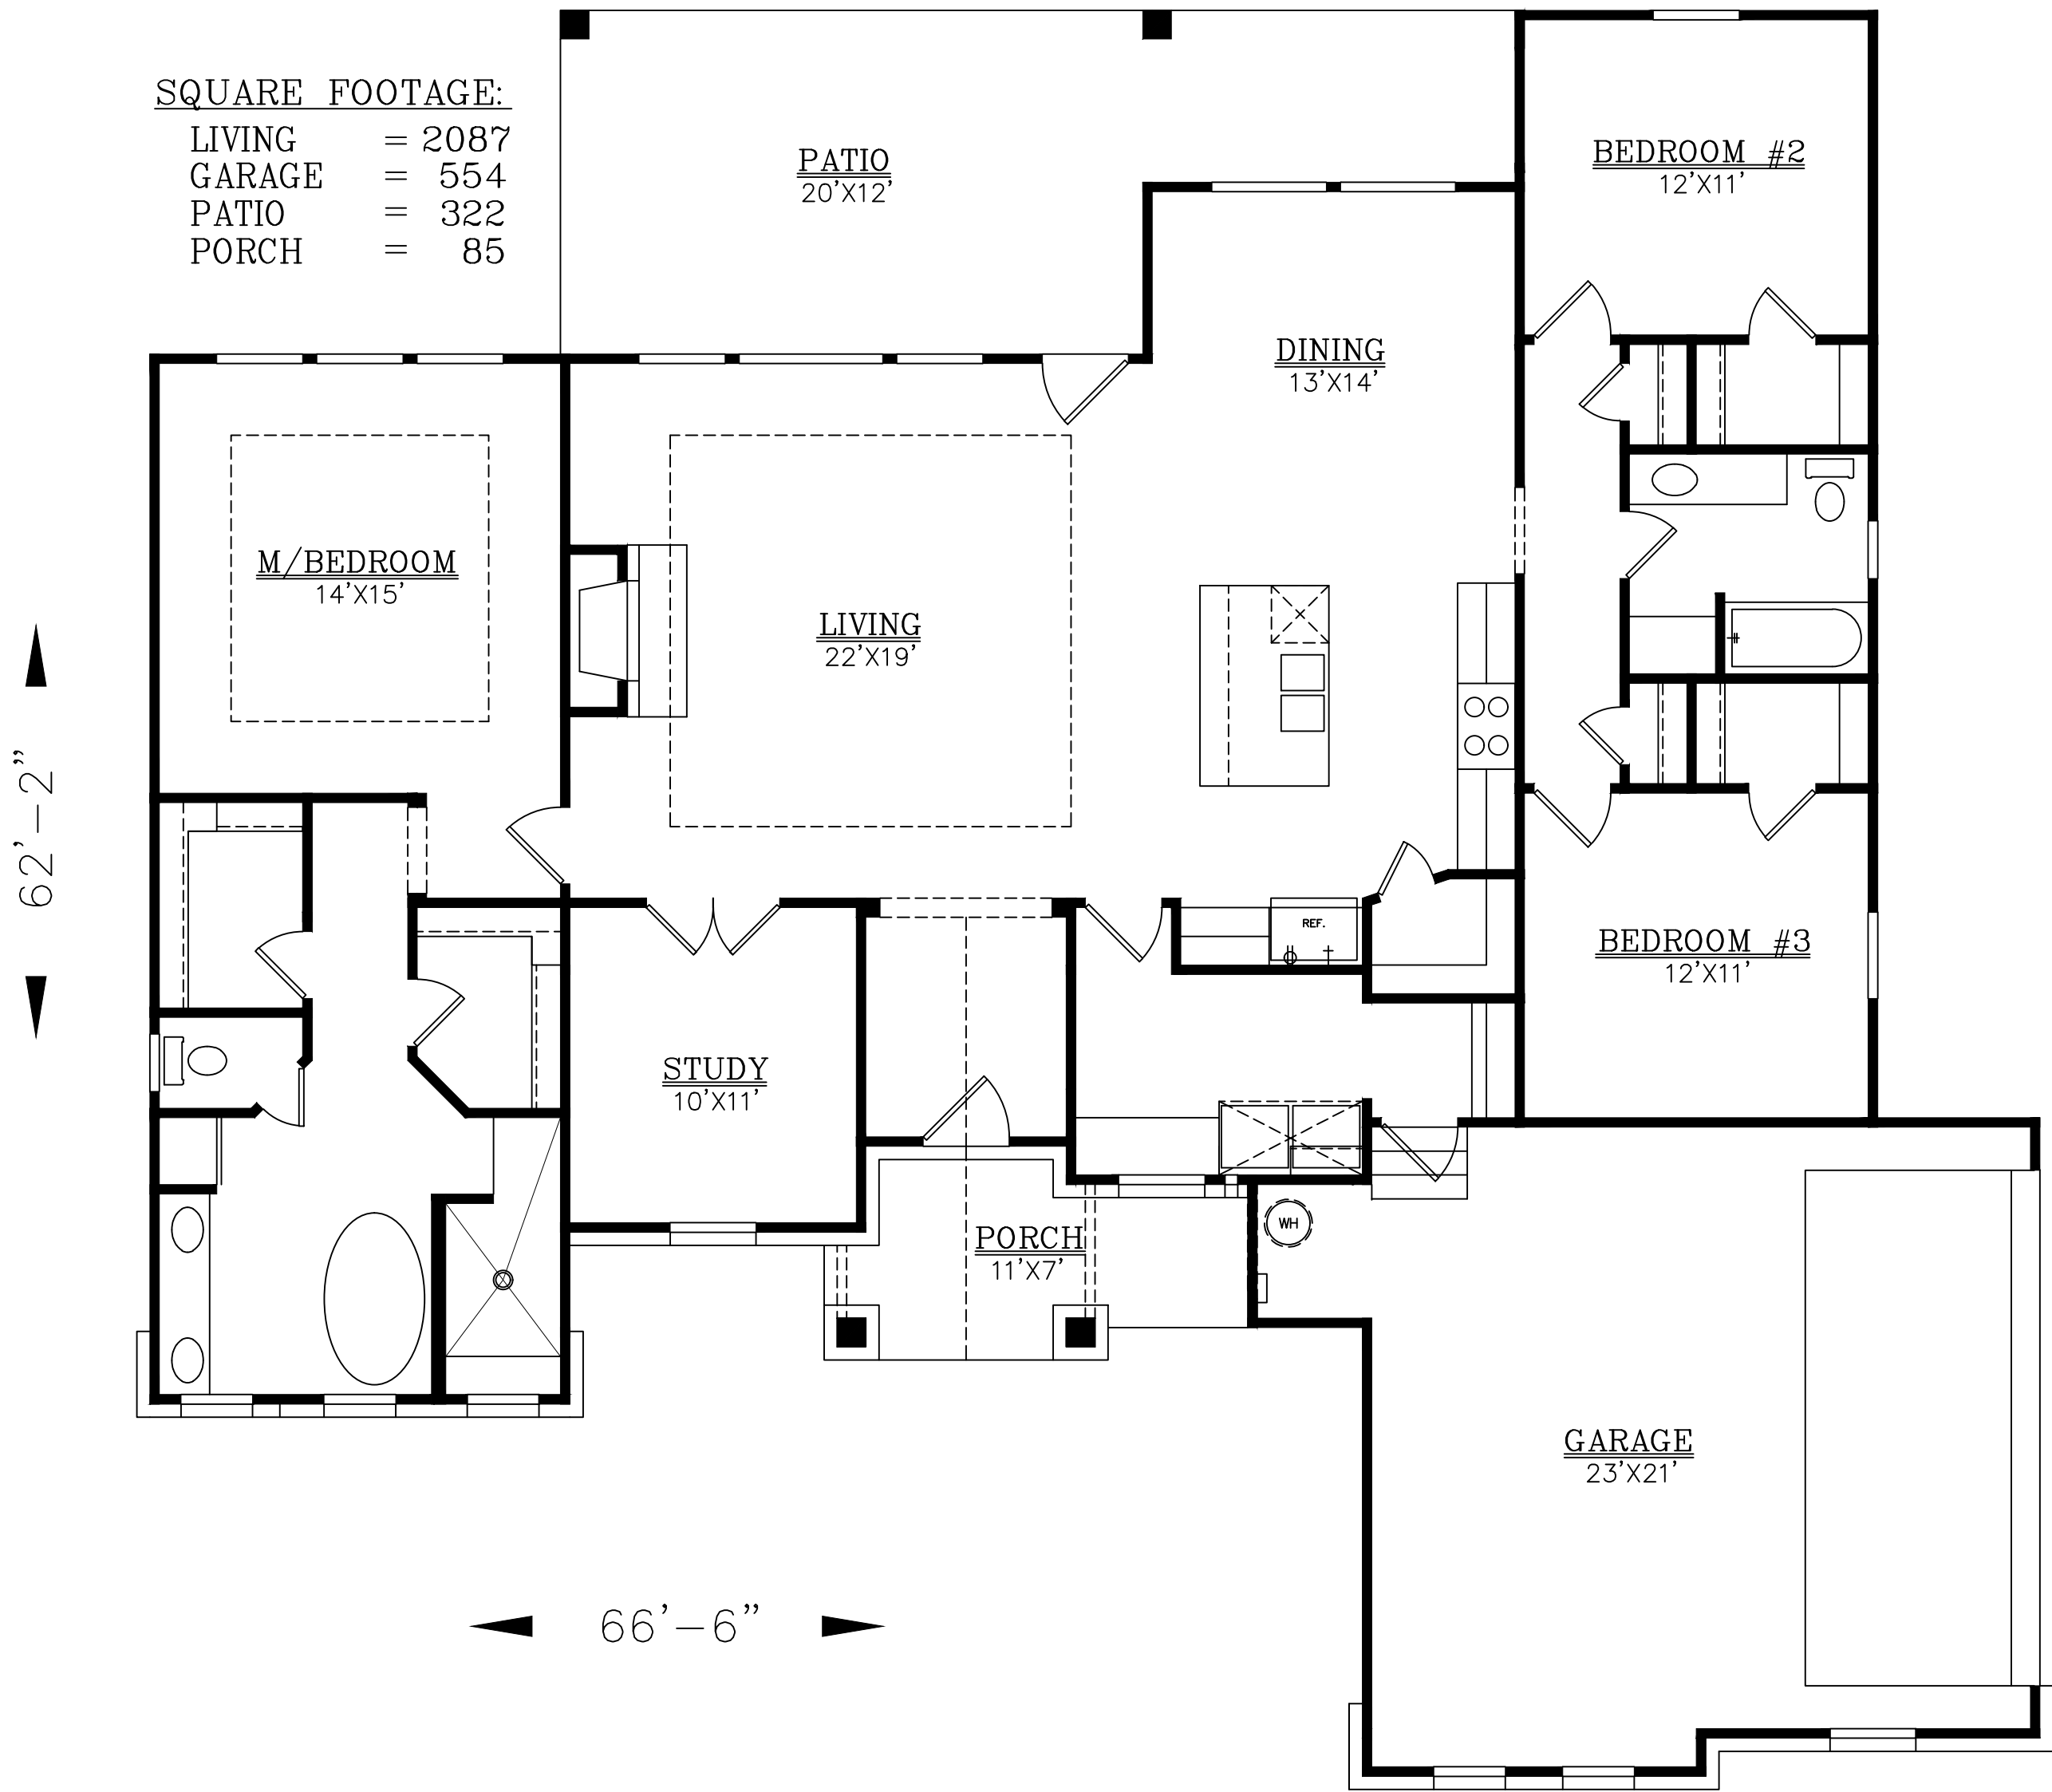 SQUARE FOOTAGE:
LIVING = 2087
GARAGE = 554
PATIO = 322
PORCH = 85
PATIO
20'X12'
BEDROOM #2
12'X11'
DINING
13'X14'
M/BEDROOM
14'X15'
LIVING
22'X19'
62'-2"
REF.
BEDROOM #3
12'X11'
STUDY
10'X11'
WH
PORCH
11'X7'
GARAGE
23'X21'
66'-6"